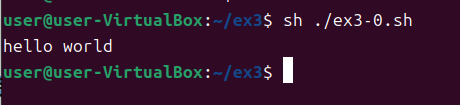 user@user-VirtualBox:~/ex3$ sh ./ex3-0.sh
hello world
user@user-VirtualBox:~/ex3$